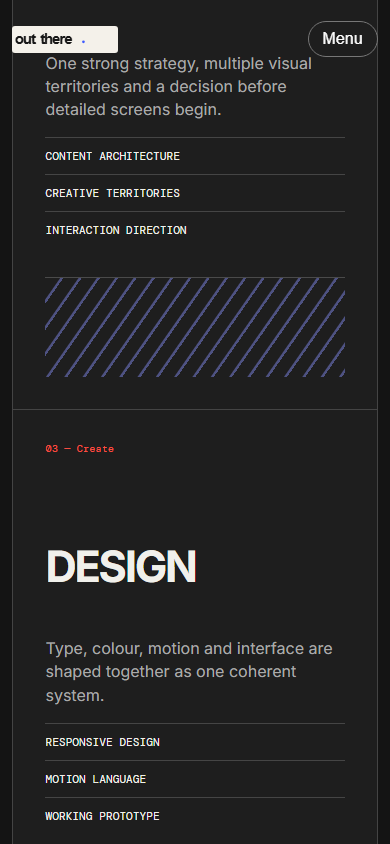 out there .
Menu
One strong strategy, multiple visual
territories and a decision before
detailed screens begin.
CONTENT ARCHITECTURE
CREATIVE TERRITORIES
INTERACTION DIRECTION
03 — Create
DESIGN
Type, colour, motion and interface are
shaped together as one coherent
system.
RESPONSIVE DESIGN
MOTION LANGUAGE
WORKING PROTOTYPE